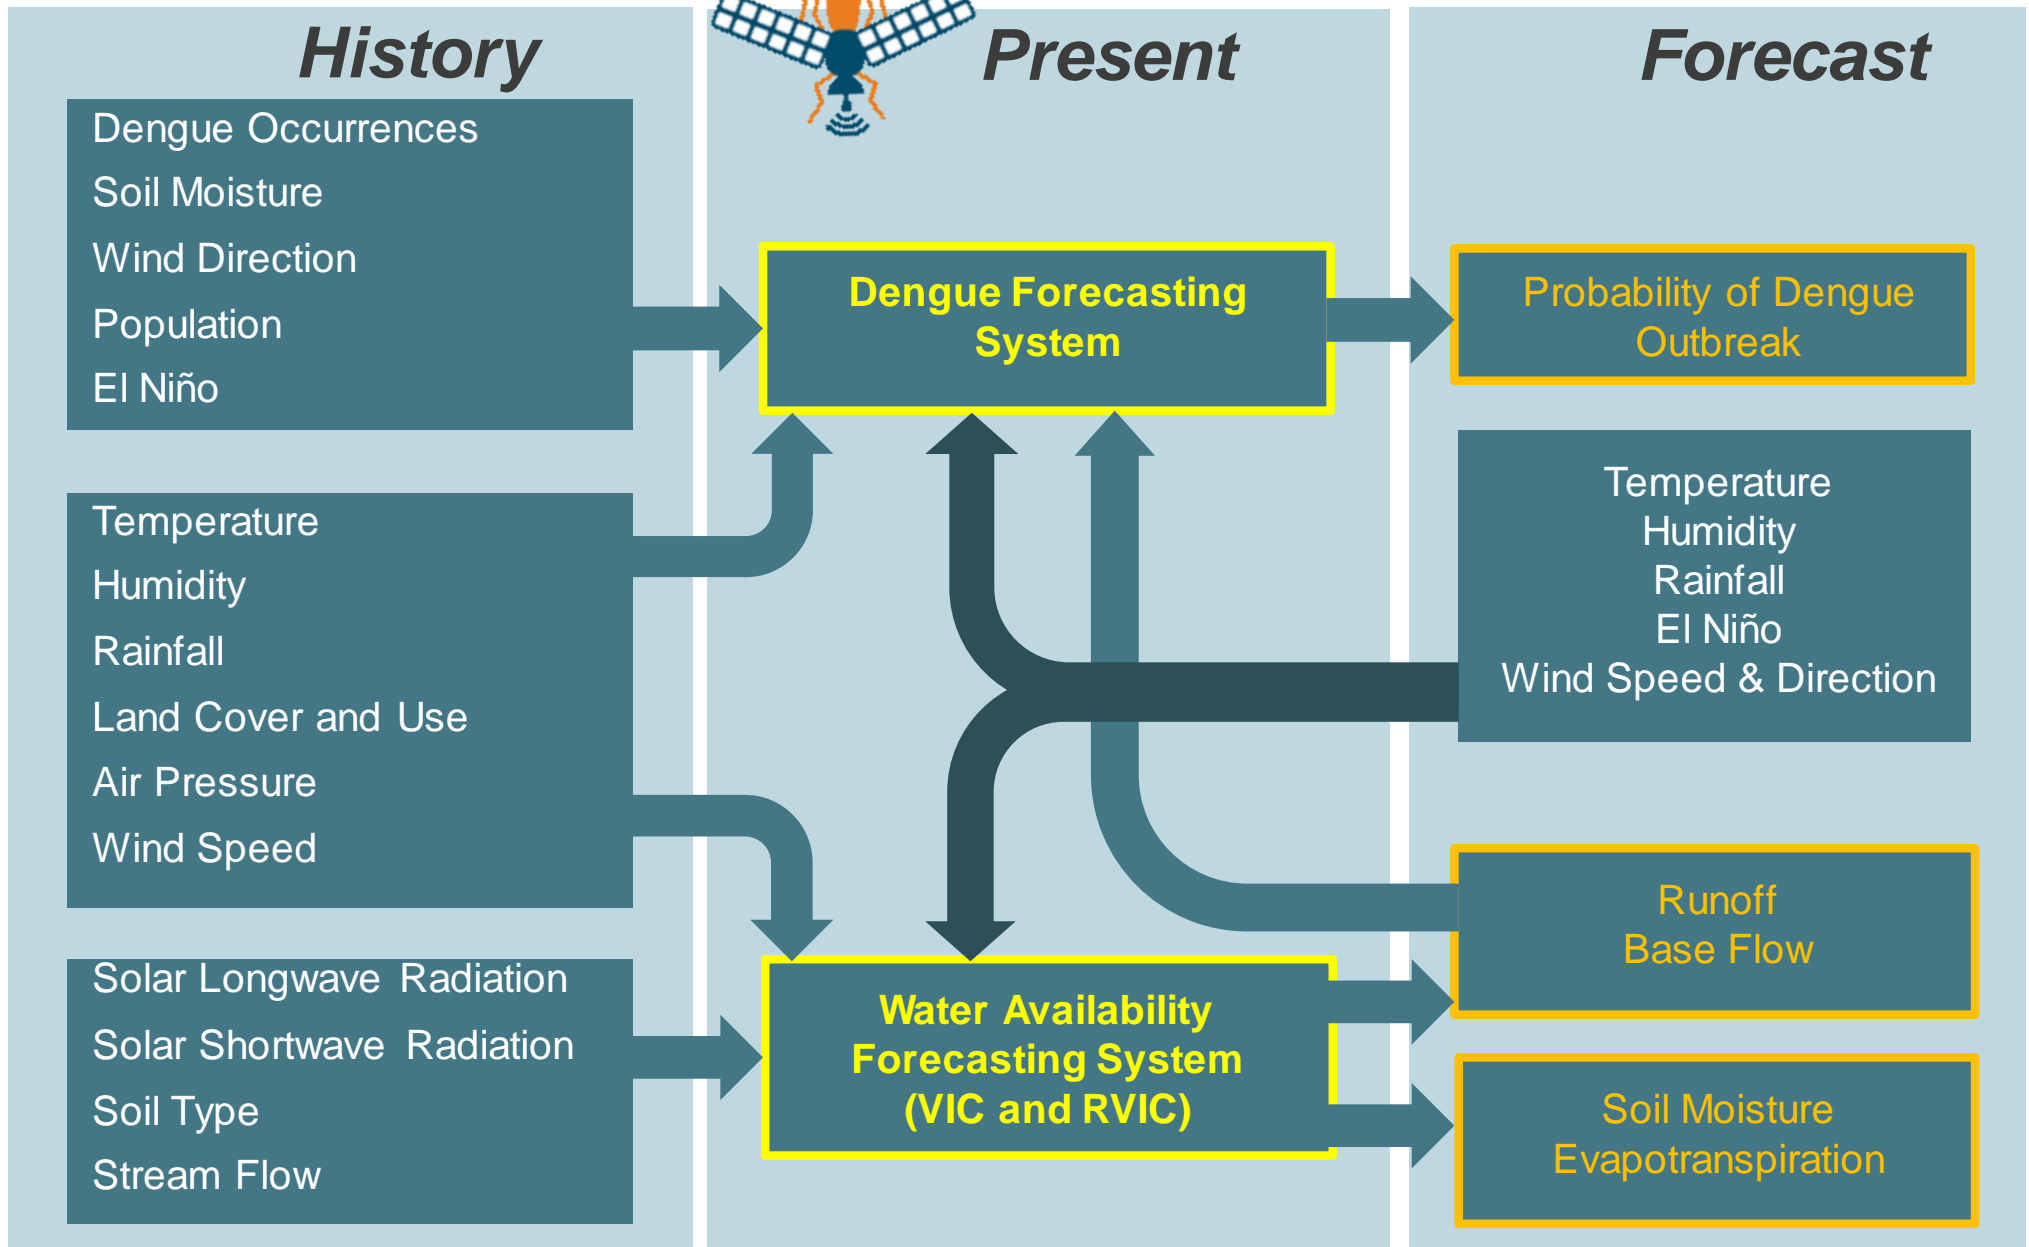 History
Dengue Occurrences
Soil Moisture
Wind Direction
Population
El Niño
Temperature
Humidity
Rainfall
Land Cover and Use
Air Pressure
Wind Speed
Solar Longwave Radiation
Solar Shortwave Radiation
Soil Type
Stream Flow
Present
Dengue Forecasting
System
Water Availability
Forecasting System
(VIC and RVIC)
Forecast
Probability of Dengue
Outbreak
Temperature
Humidity
Rainfall
El Niño
Wind Speed & Direction
Runoff
Base Flow
Soil Moisture
Evapotranspiration